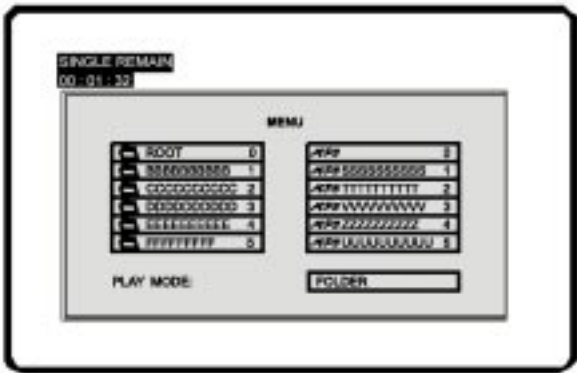 SINGLE REMAIN
00 : 01 : 32
MENU
ROOT 0
BBBBBBBBBB 1
CCCCCCCCCC 2
DDDDDDDDDD 3
EEEEEEEEEE 4
FFFFFFFFF 5
0
SSSSSSSSSS 1
TTTTTTTTTT 2
VVVVVVVVVV 3
ZZZZZZZZZZ 4
UUUUUUUUUU 5
PLAY MODE: FOLDER